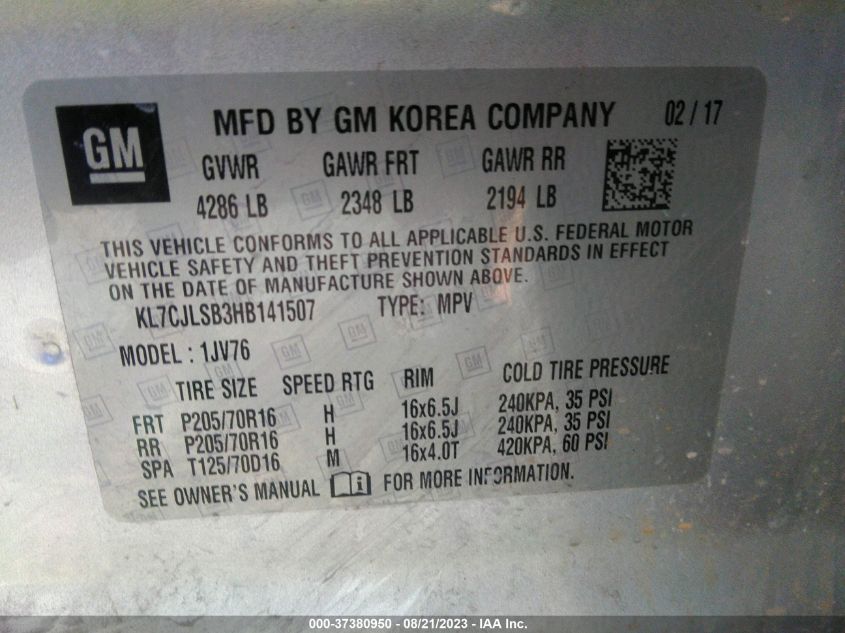 GM
MFD BY GM KOREA COMPANY 02 / 17
GVWR GAWR FRT GAWR RR
4286 LB 2348 LB 2194 LB
THIS VEHICLE CONFORMS TO ALL APPLICABLE U.S. FEDERAL MOTOR
VEHICLE SAFETY AND THEFT PREVENTION STANDARDS IN EFFECT
ON THE DATE OF MANUFACTURE SHOWN ABOVE.
KL7CJLSB3HB141507 TYPE: MPV
MODEL : 1JV76
TIRE SIZE SPEED RTG RIM COLD TIRE PRESSURE
FRT P205/70R16 H 16x6.5J 240KPA, 35 PSI
RR P205/70R16 H 16x6.5J 240KPA, 35 PSI
SPA T125/70D16 M 16x4.0T 420KPA, 60 PSI
SEE OWNER'S MANUAL FOR MORE INFORMATION.
000-37380950 - 08/21/2023 - IAA Inc.